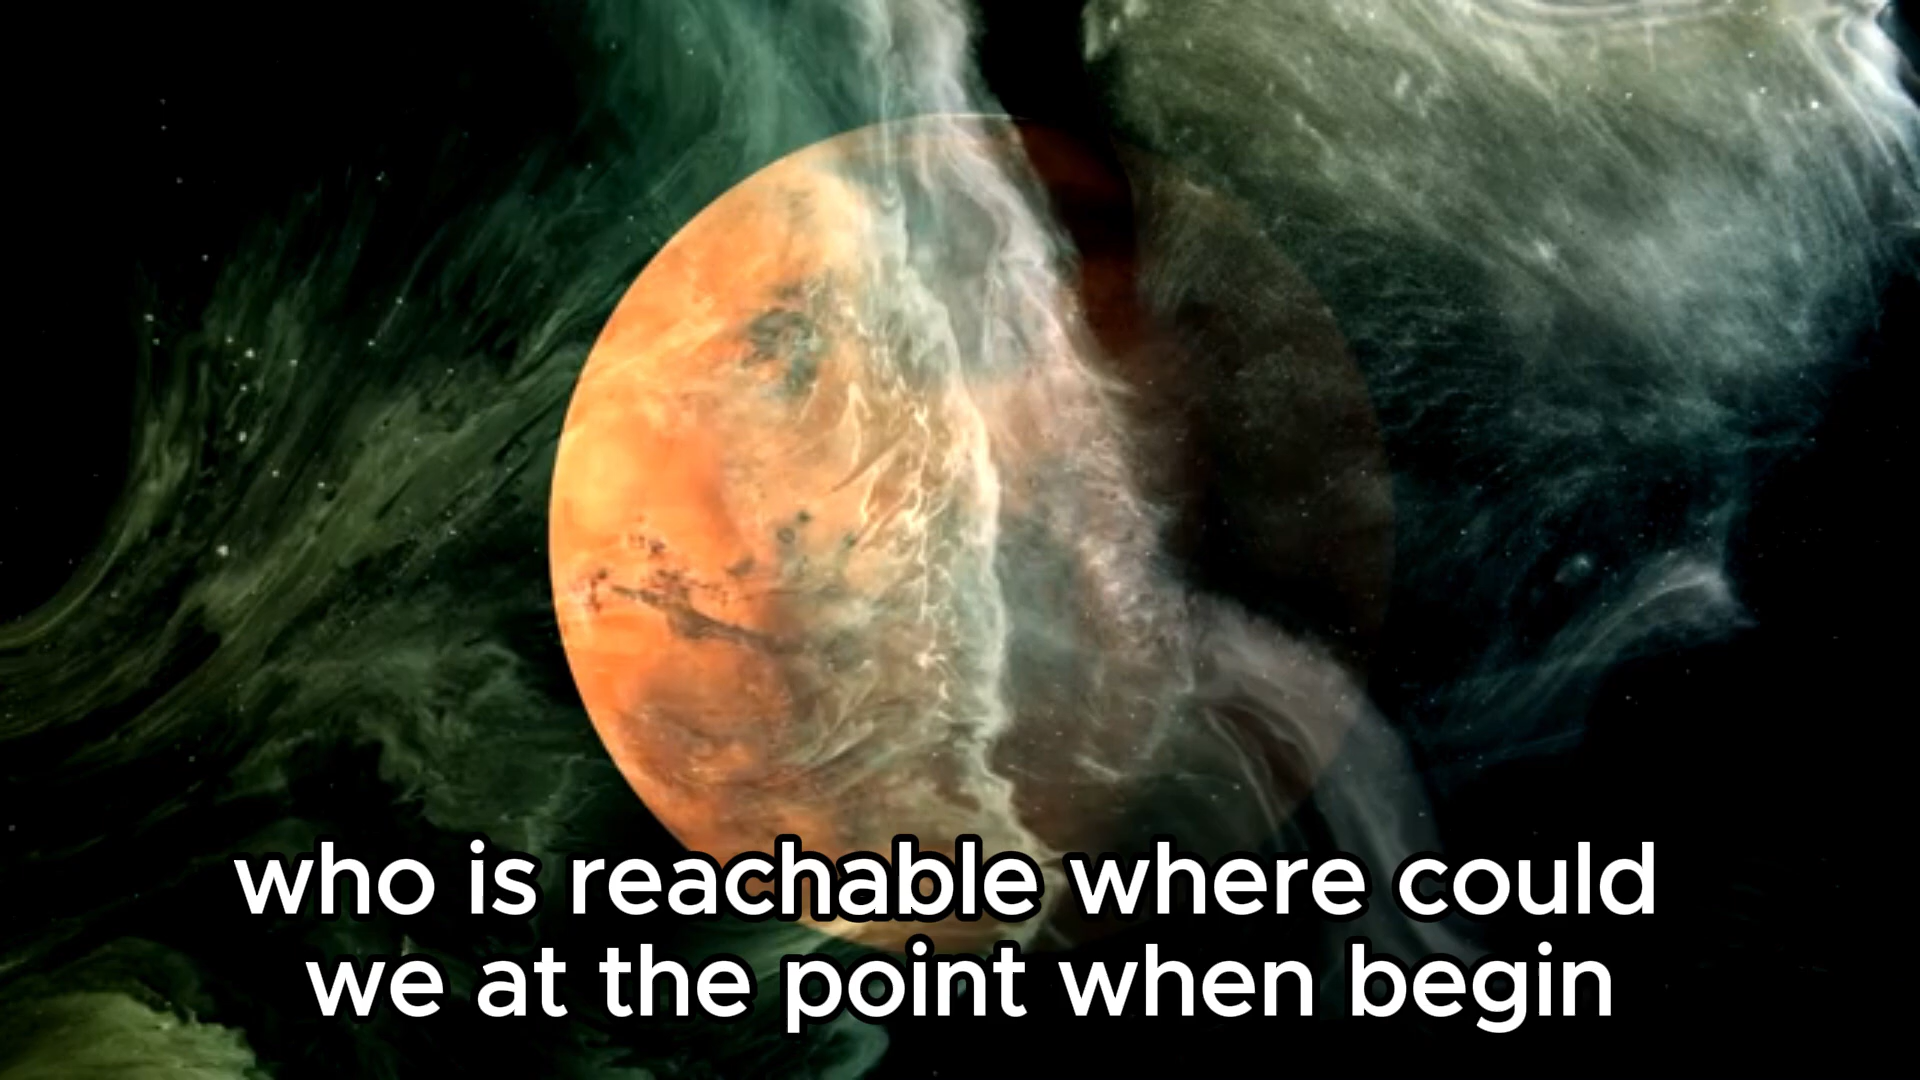 who is reachable where could
we at the point when begin